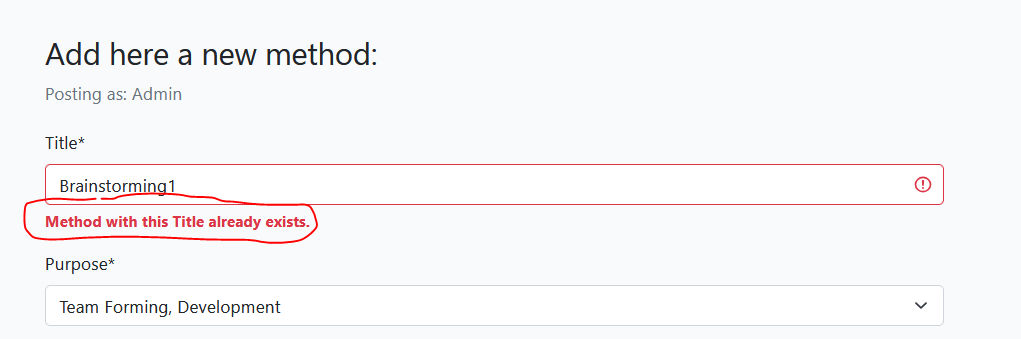 Add here a new method:
Posting as: Admin
Title*
Brainstorming1
Method with this Title already exists.
Purpose*
Team Forming, Development